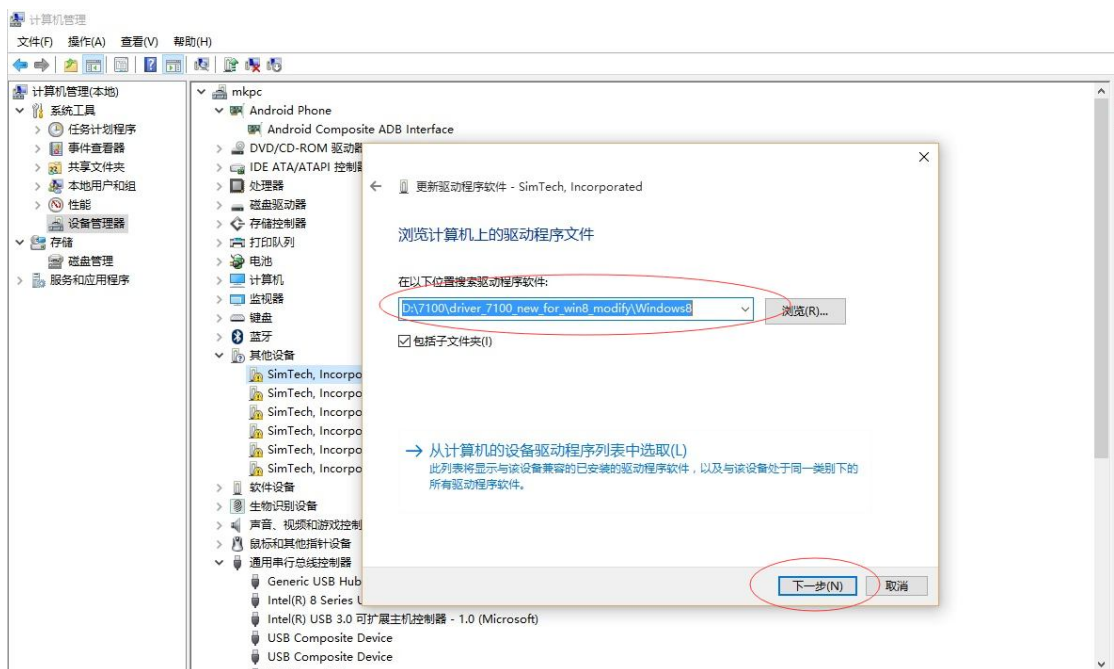 计算机管理
文件(F) 操作(A) 查看(V) 帮助(H)
计算机管理(本地)
系统工具
任务计划程序
事件查看器
共享文件夹
本地用户和组
性能
设备管理器
存储
磁盘管理
服务和应用程序
mkpc
Android Phone
Android Composite ADB Interface
DVD/CD-ROM 驱动器
IDE ATA/ATAPI 控制
处理器
磁盘驱动器
存储控制器
打印队列
电池
计算机
监视器
键盘
蓝牙
其他设备
SimTech, Incorpo
SimTech, Incorpo
SimTech, Incorpo
SimTech, Incorpo
SimTech, Incorpo
SimTech, Incorpo
软件设备
生物识别设备
声音、视频和游戏控制
鼠标和其他指针设备
通用串行总线控制器
Generic USB Hub
Intel(R) 8 Series U
Intel(R) USB 3.0 可扩展主机控制器 - 1.0 (Microsoft)
USB Composite Device
USB Composite Device
更新驱动程序软件 - SimTech, Incorporated
浏览计算机上的驱动程序文件
在以下位置搜索驱动程序软件:
D:\7100\driver_7100_new_for_win8_modify\Windows8
浏览(R)...
包括子文件夹(I)
从计算机的设备驱动程序列表中选取(L)
此列表将显示与该设备兼容的已安装的驱动程序软件，以及与该设备处于同一类别下的
所有驱动程序软件。
下一步(N)
取消